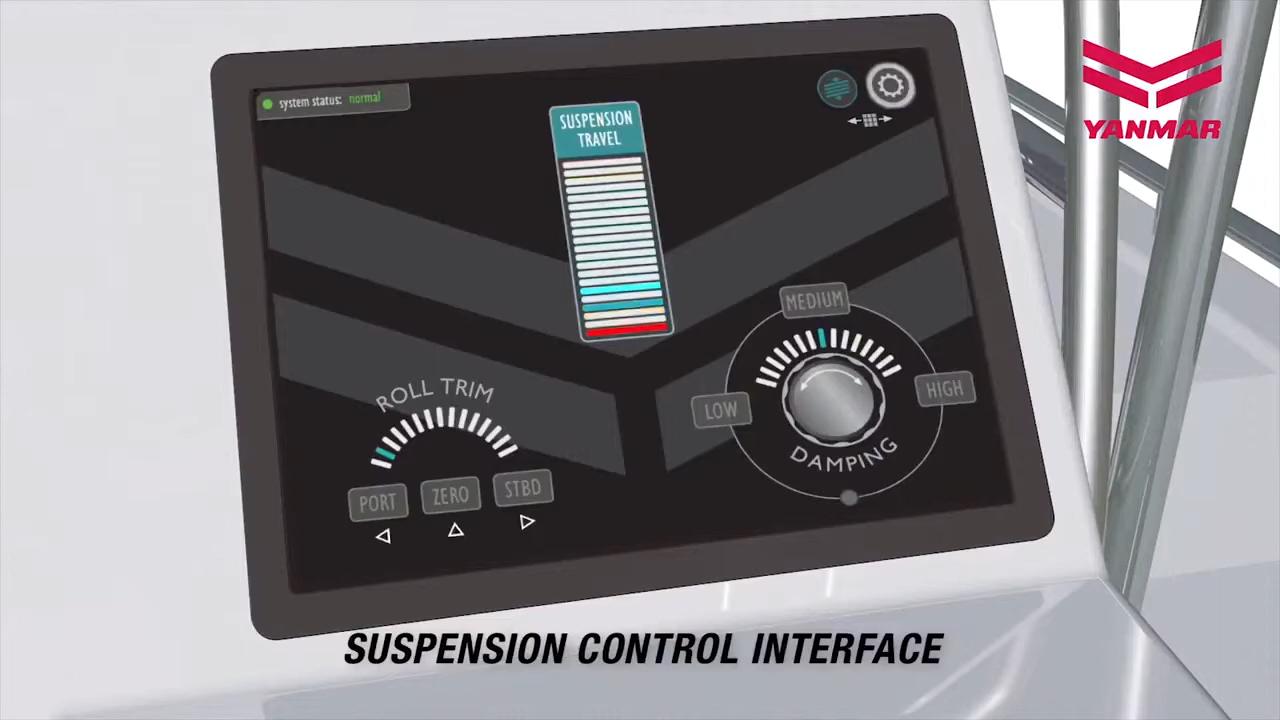 system status: normal
SUSPENSION
TRAVEL
YANMAR
MEDIUM
LOW
HIGH
DAMPING
ROLL TRIM
PORT
ZERO
STBD
SUSPENSION CONTROL INTERFACE